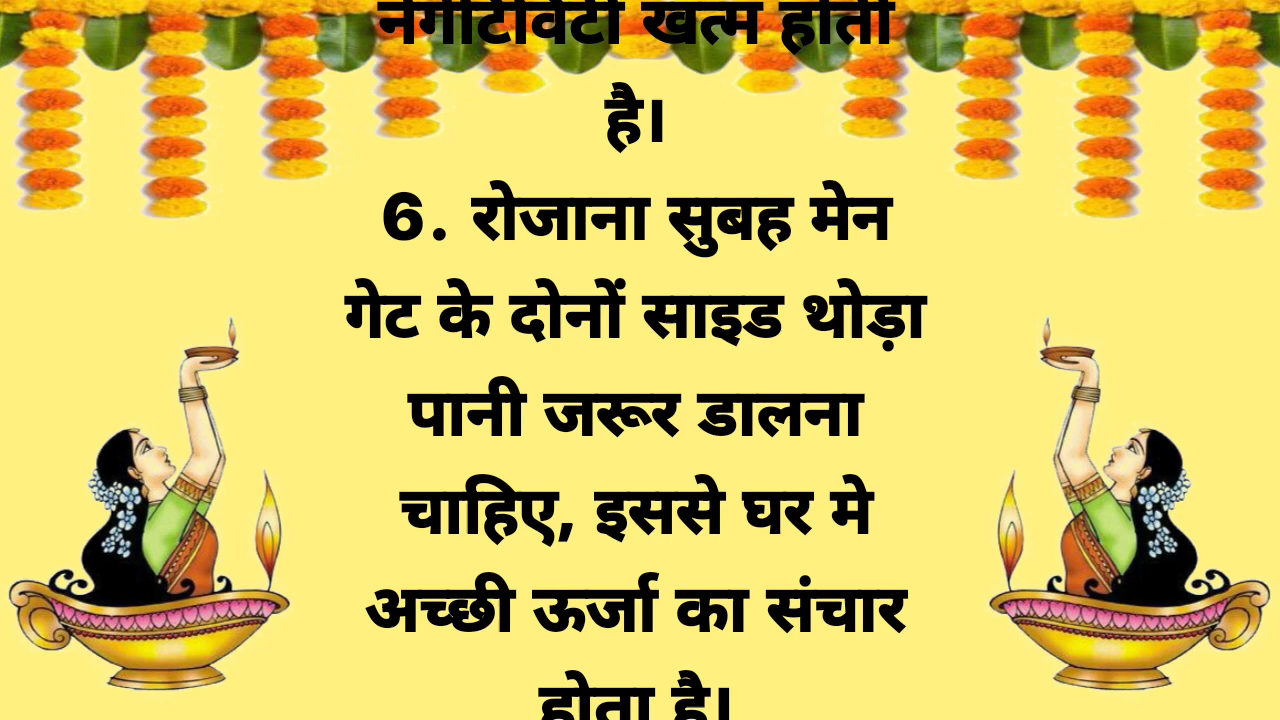 नेगेटिविटी खत्म होती
है।
6. रोजाना सुबह मेन
गेट के दोनों साइड थोड़ा
पानी जरूर डालना
चाहिए, इससे घर मे
अच्छी ऊर्जा का संचार
होता है।